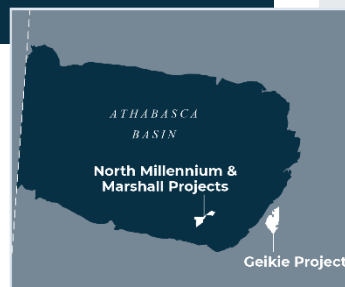 ATHABASCA
BASIN
North Millennium &
Marshall Projects
Geikie Project